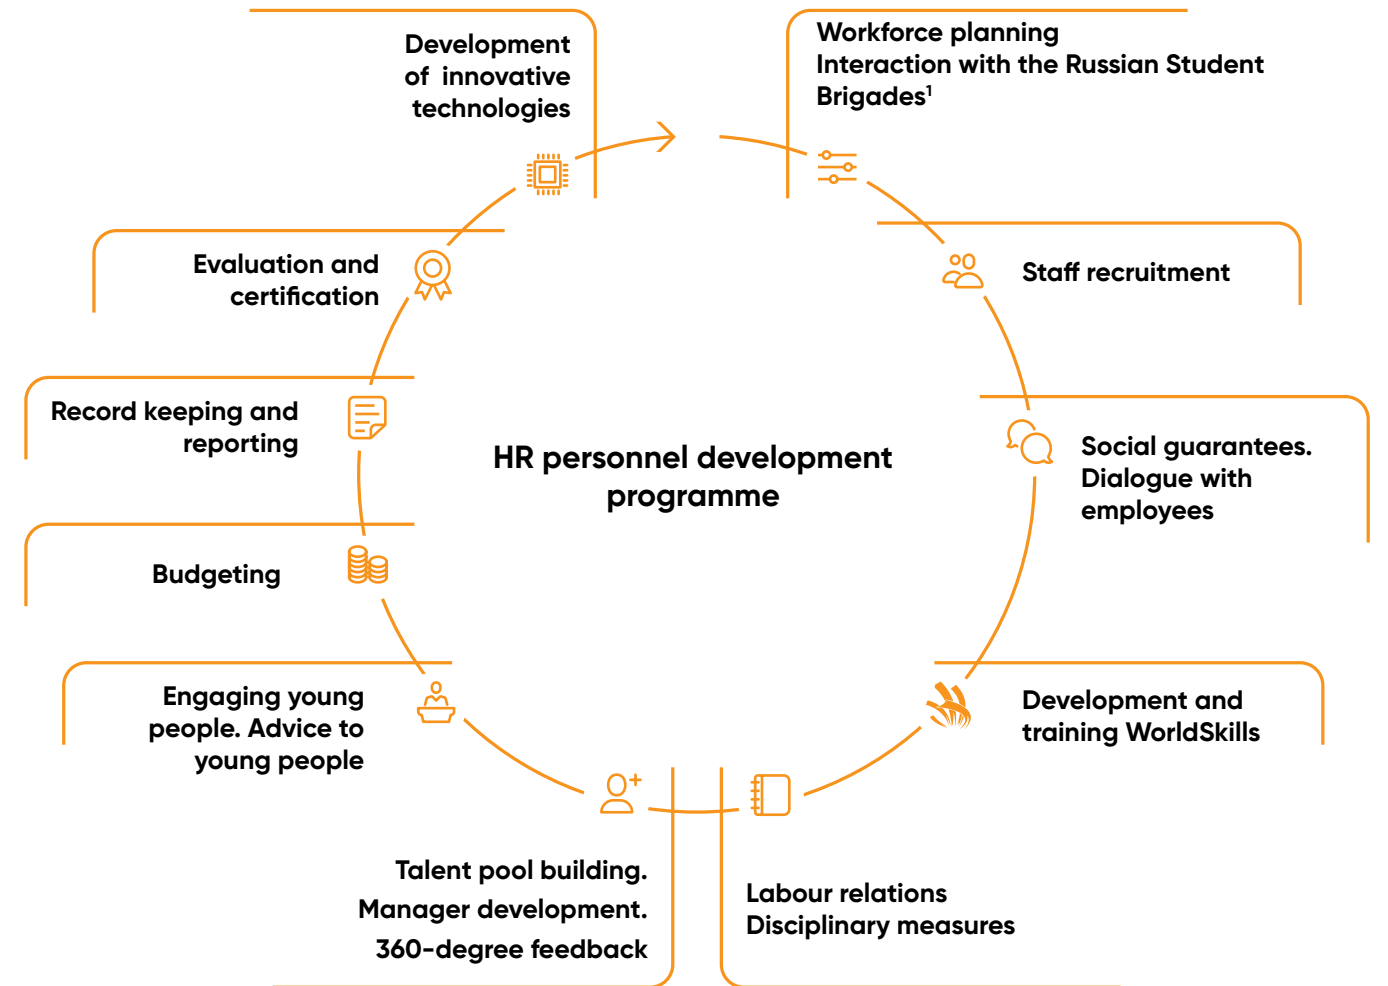 Development
of innovative
technologies
Workforce planning
Interaction with the Russian Student
Brigades¹
Evaluation and
certification
Staff recruitment
Record keeping and
reporting
Social guarantees.
Dialogue with
employees
HR personnel development
programme
Budgeting
Engaging young
people. Advice to
young people
Development and
training WorldSkills
Talent pool building.
Manager development.
360-degree feedback
Labour relations
Disciplinary measures